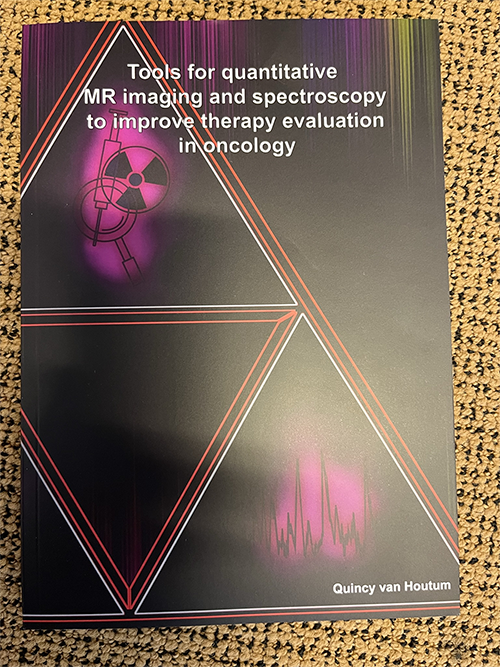 Tools for quantitative
MR imaging and spectroscopy
to improve therapy evaluation
in oncology
Quincy van Houtum